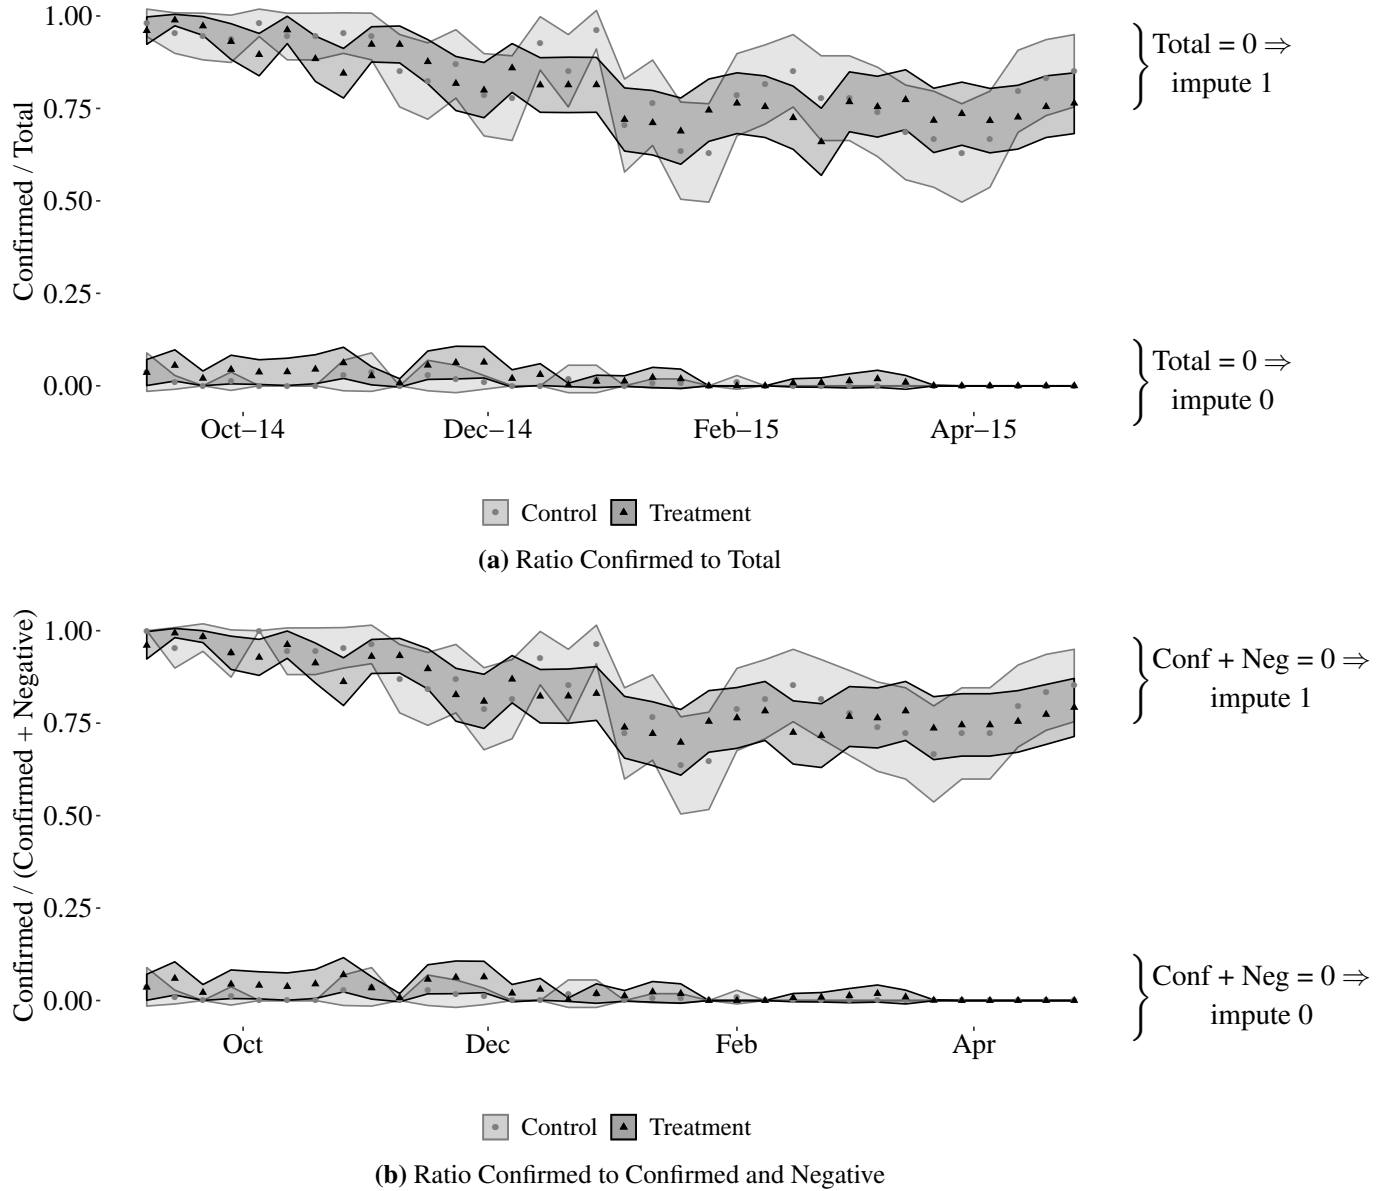 Confirmed / Total
1.00
0.75
0.50
0.25
0.00
Total = 0 ⇒
impute 1
Total = 0 ⇒
impute 0
Oct–14
Dec–14
Feb–15
Apr–15
Control
Treatment
(a) Ratio Confirmed to Total
Confirmed / (Confirmed + Negative)
1.00
0.75
0.50
0.25
0.00
Conf + Neg = 0 ⇒
impute 1
Conf + Neg = 0 ⇒
impute 0
Oct
Dec
Feb
Apr
Control
Treatment
(b) Ratio Confirmed to Confirmed and Negative